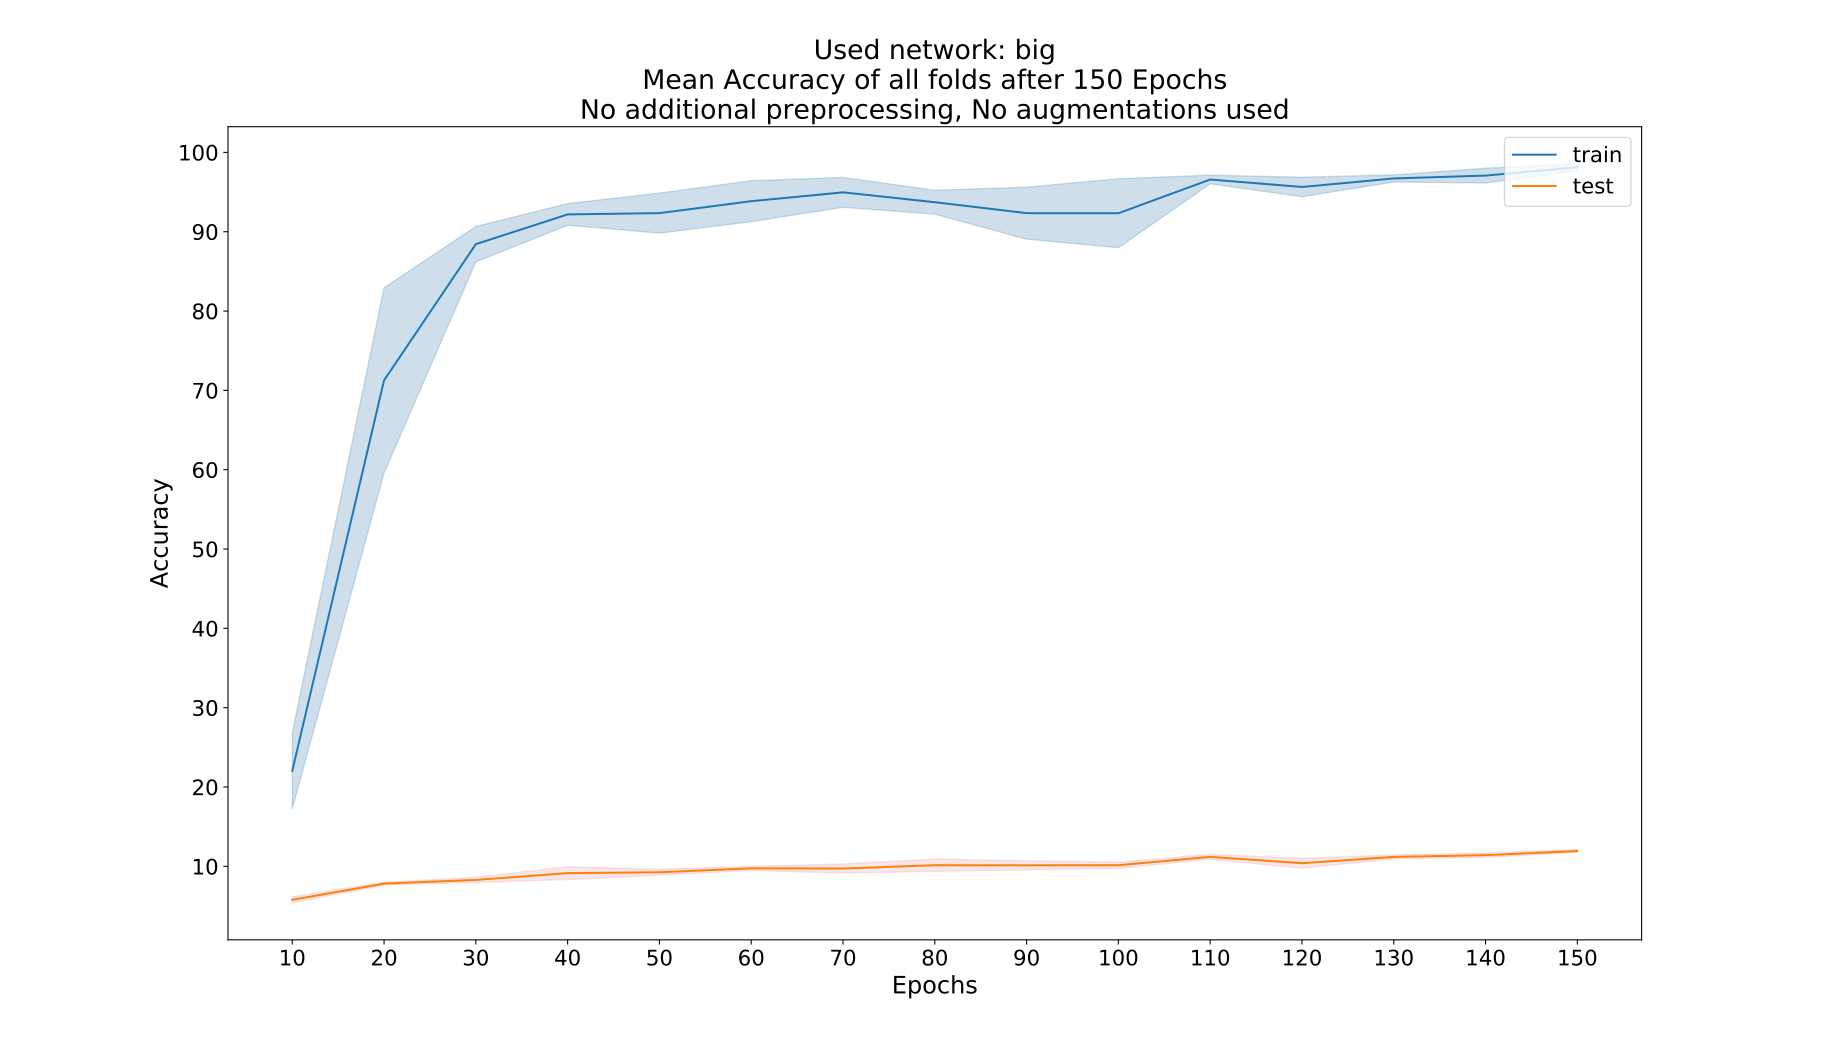 Used network: big
Mean Accuracy of all folds after 150 Epochs
No additional preprocessing, No augmentations used
train
test
100
90
80
70
60
50
40
30
20
10
Accuracy
10 20 30 40 50 60 70 80 90 100 110 120 130 140 150
Epochs